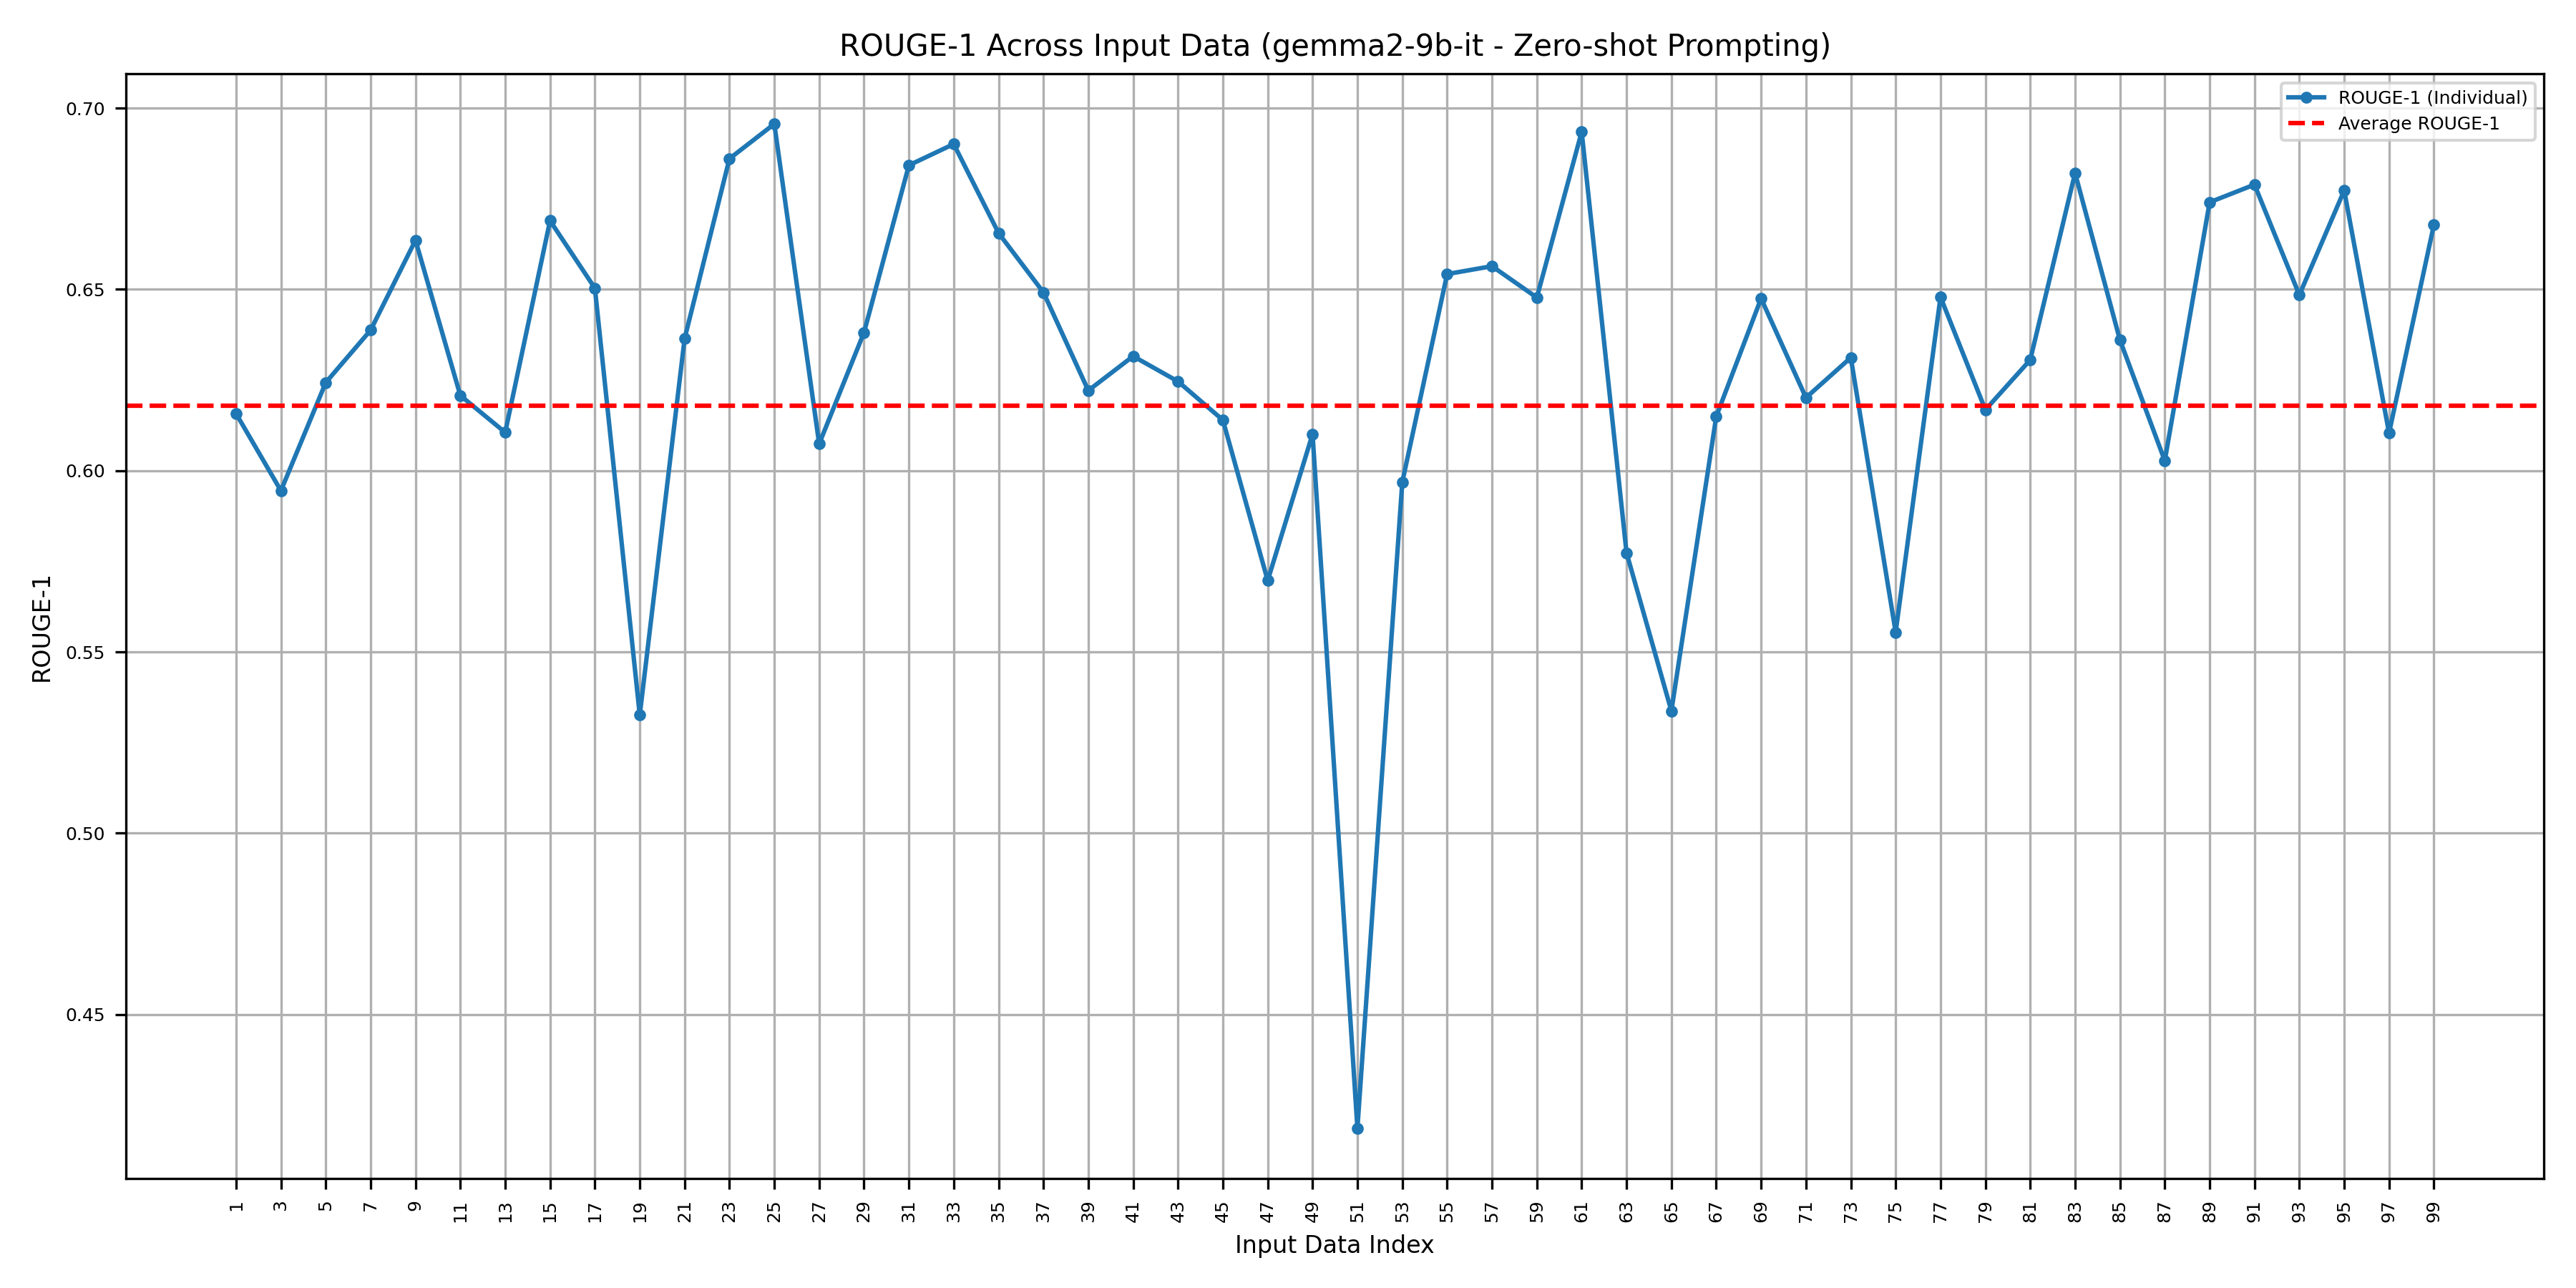 ROUGE-1 Across Input Data (gemma2-9b-it - Zero-shot Prompting)
ROUGE-1 (Individual)
Average ROUGE-1
0.70
0.65
0.60
0.55
0.50
0.45
ROUGE-1
1 3 5 7 9 11 13 15 17 19 21 23 25 27 29 31 33 35 37 39 41 43 45 47 49 51 53 55 57 59 61 63 65 67 69 71 73 75 77 79 81 83 85 87 89 91 93 95 97 99
Input Data Index